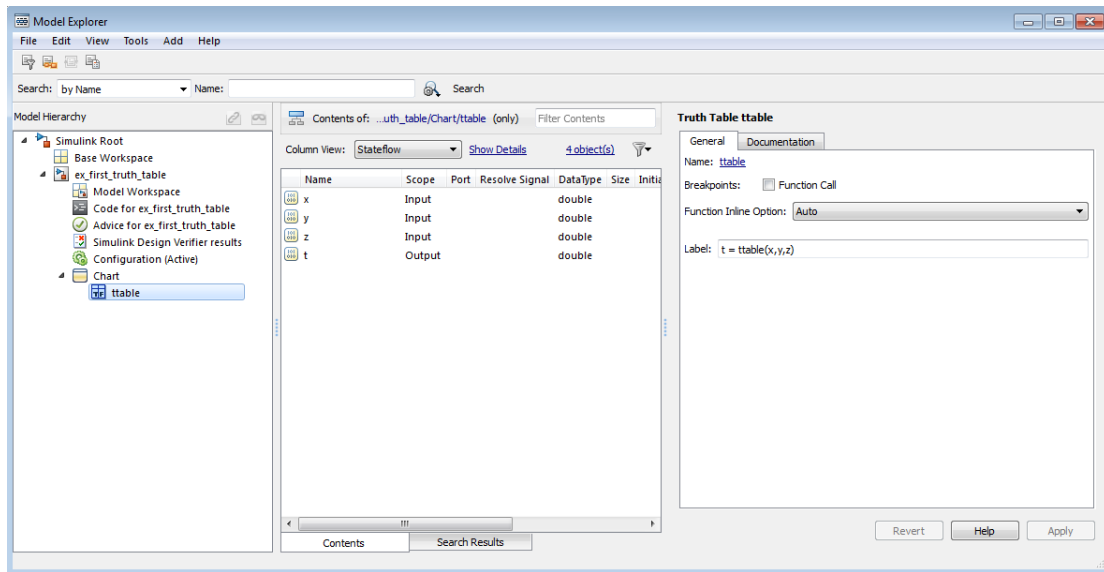 Model Explorer
File Edit View Tools Add Help
Search: by Name Name: Search
Model Hierarchy
Simulink Root
Base Workspace
ex_first_truth_table
Model Workspace
Code for ex_first_truth_table
Advice for ex_first_truth_table
Simulink Design Verifier results
Configuration (Active)
Chart
ttable
Contents of: ...uth_table/Chart/ttable (only) Filter Contents
Column View: Stateflow Show Details 4 object(s)
Name Scope Port Resolve Signal DataType Size Initia
x Input double
y Input double
z Input double
t Output double
Contents Search Results
Truth Table ttable
General Documentation
Name: ttable
Breakpoints: Function Call
Function Inline Option: Auto
Label: t = ttable(x,y,z)
Revert Help Apply